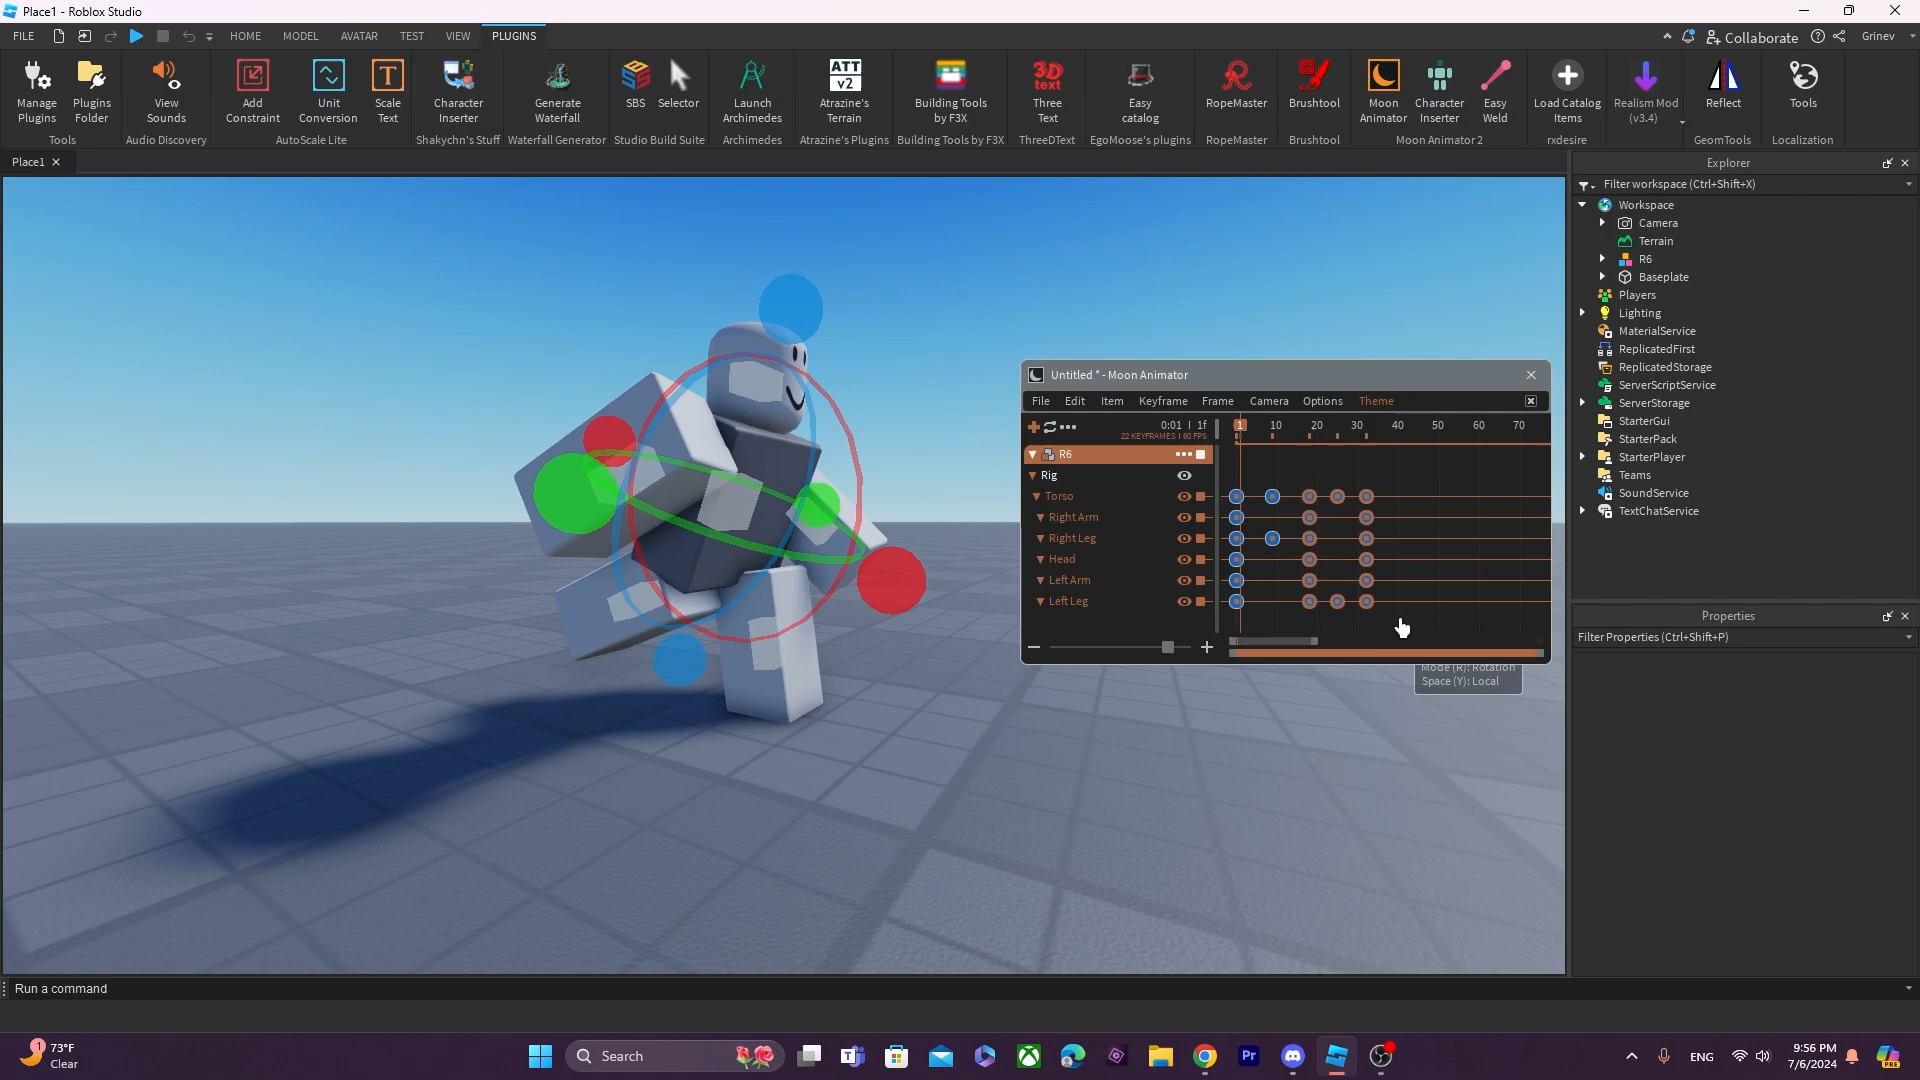 Place1 - Roblox Studio
FILE HOME MODEL AVATAR TEST VIEW PLUGINS Collaborate Grinev
Manage Plugins
Plugins Folder
Tools
View Sounds
Audio Discovery
Add Constraint
Unit Conversion
Scale Text
AutoScale Lite
Character Inserter
Shakychn's Stuff
Generate Waterfall
Waterfall Generator
SBS
Selector
Studio Build Suite
Launch Archimedes
Archimedes
ATT v2
Atrazine's Terrain
Atrazine's Plugins
Building Tools by F3X
Building Tools by F3X
3D text
Three Text
ThreeDText
Easy catalog
EgoMoose's plugins
RopeMaster
RopeMaster
Brushtool
Brushtool
Moon Animator
Character Inserter
Easy Weld
Moon Animator 2
Load Catalog Items
rxdesire
Realism Mod (v3.4)
Reflect
GeomTools
Tools
Localization
Place1
Explorer
Filter workspace (Ctrl+Shift+X)
Workspace
Camera
Terrain
R6
Baseplate
Players
Lighting
MaterialService
ReplicatedFirst
ReplicatedStorage
ServerScriptService
ServerStorage
StarterGui
StarterPack
StarterPlayer
Teams
SoundService
TextChatService
Properties
Filter Properties (Ctrl+Shift+P)
Untitled * - Moon Animator
File Edit Item Keyframe Frame Camera Options Theme
0:01 | 1f
22 KEYFRAMES | 60 FPS
1 10 20 30 40 50 60 70
R6
Rig
Torso
Right Arm
Right Leg
Head
Left Arm
Left Leg
Mode (R): Rotation
Space (Y): Local
Run a command
1
73°F
Clear
Search
Pr
ENG
9:56 PM
7/6/2024
PRE